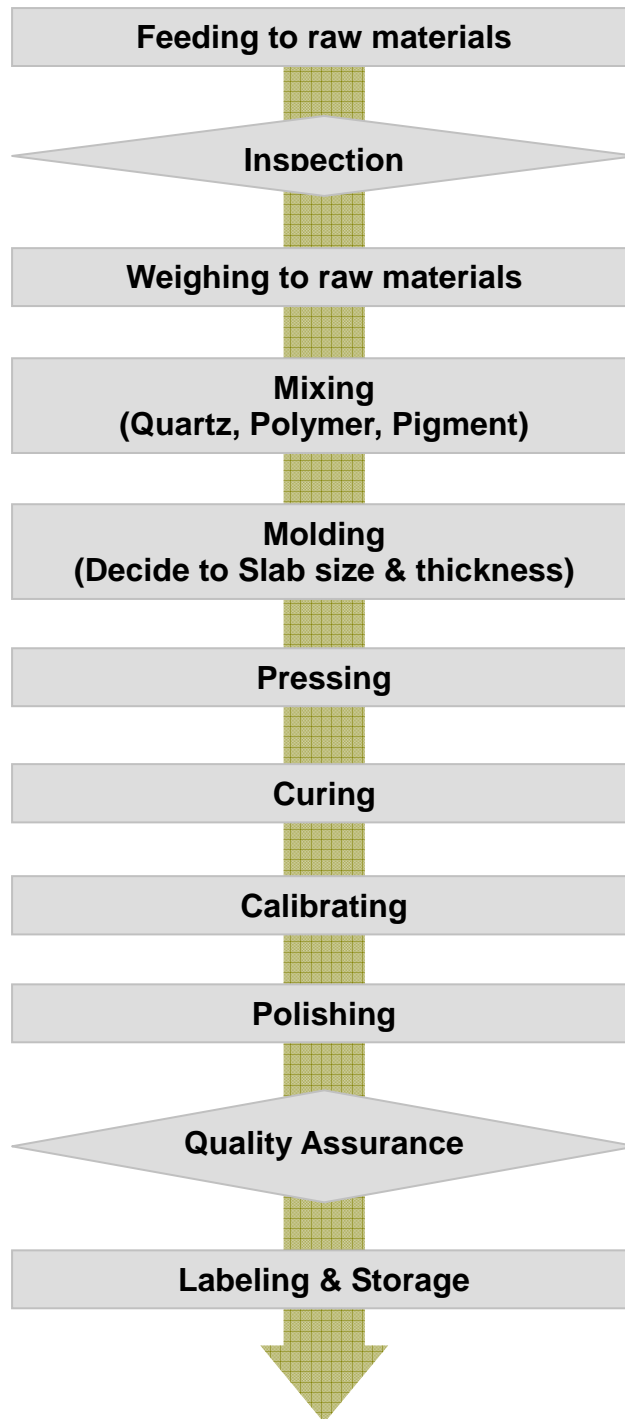 Feeding to raw materials
Inspection
Weighing to raw materials
Mixing
(Quartz, Polymer, Pigment)
Molding
(Decide to Slab size & thickness)
Pressing
Curing
Calibrating
Polishing
Quality Assurance
Labeling & Storage